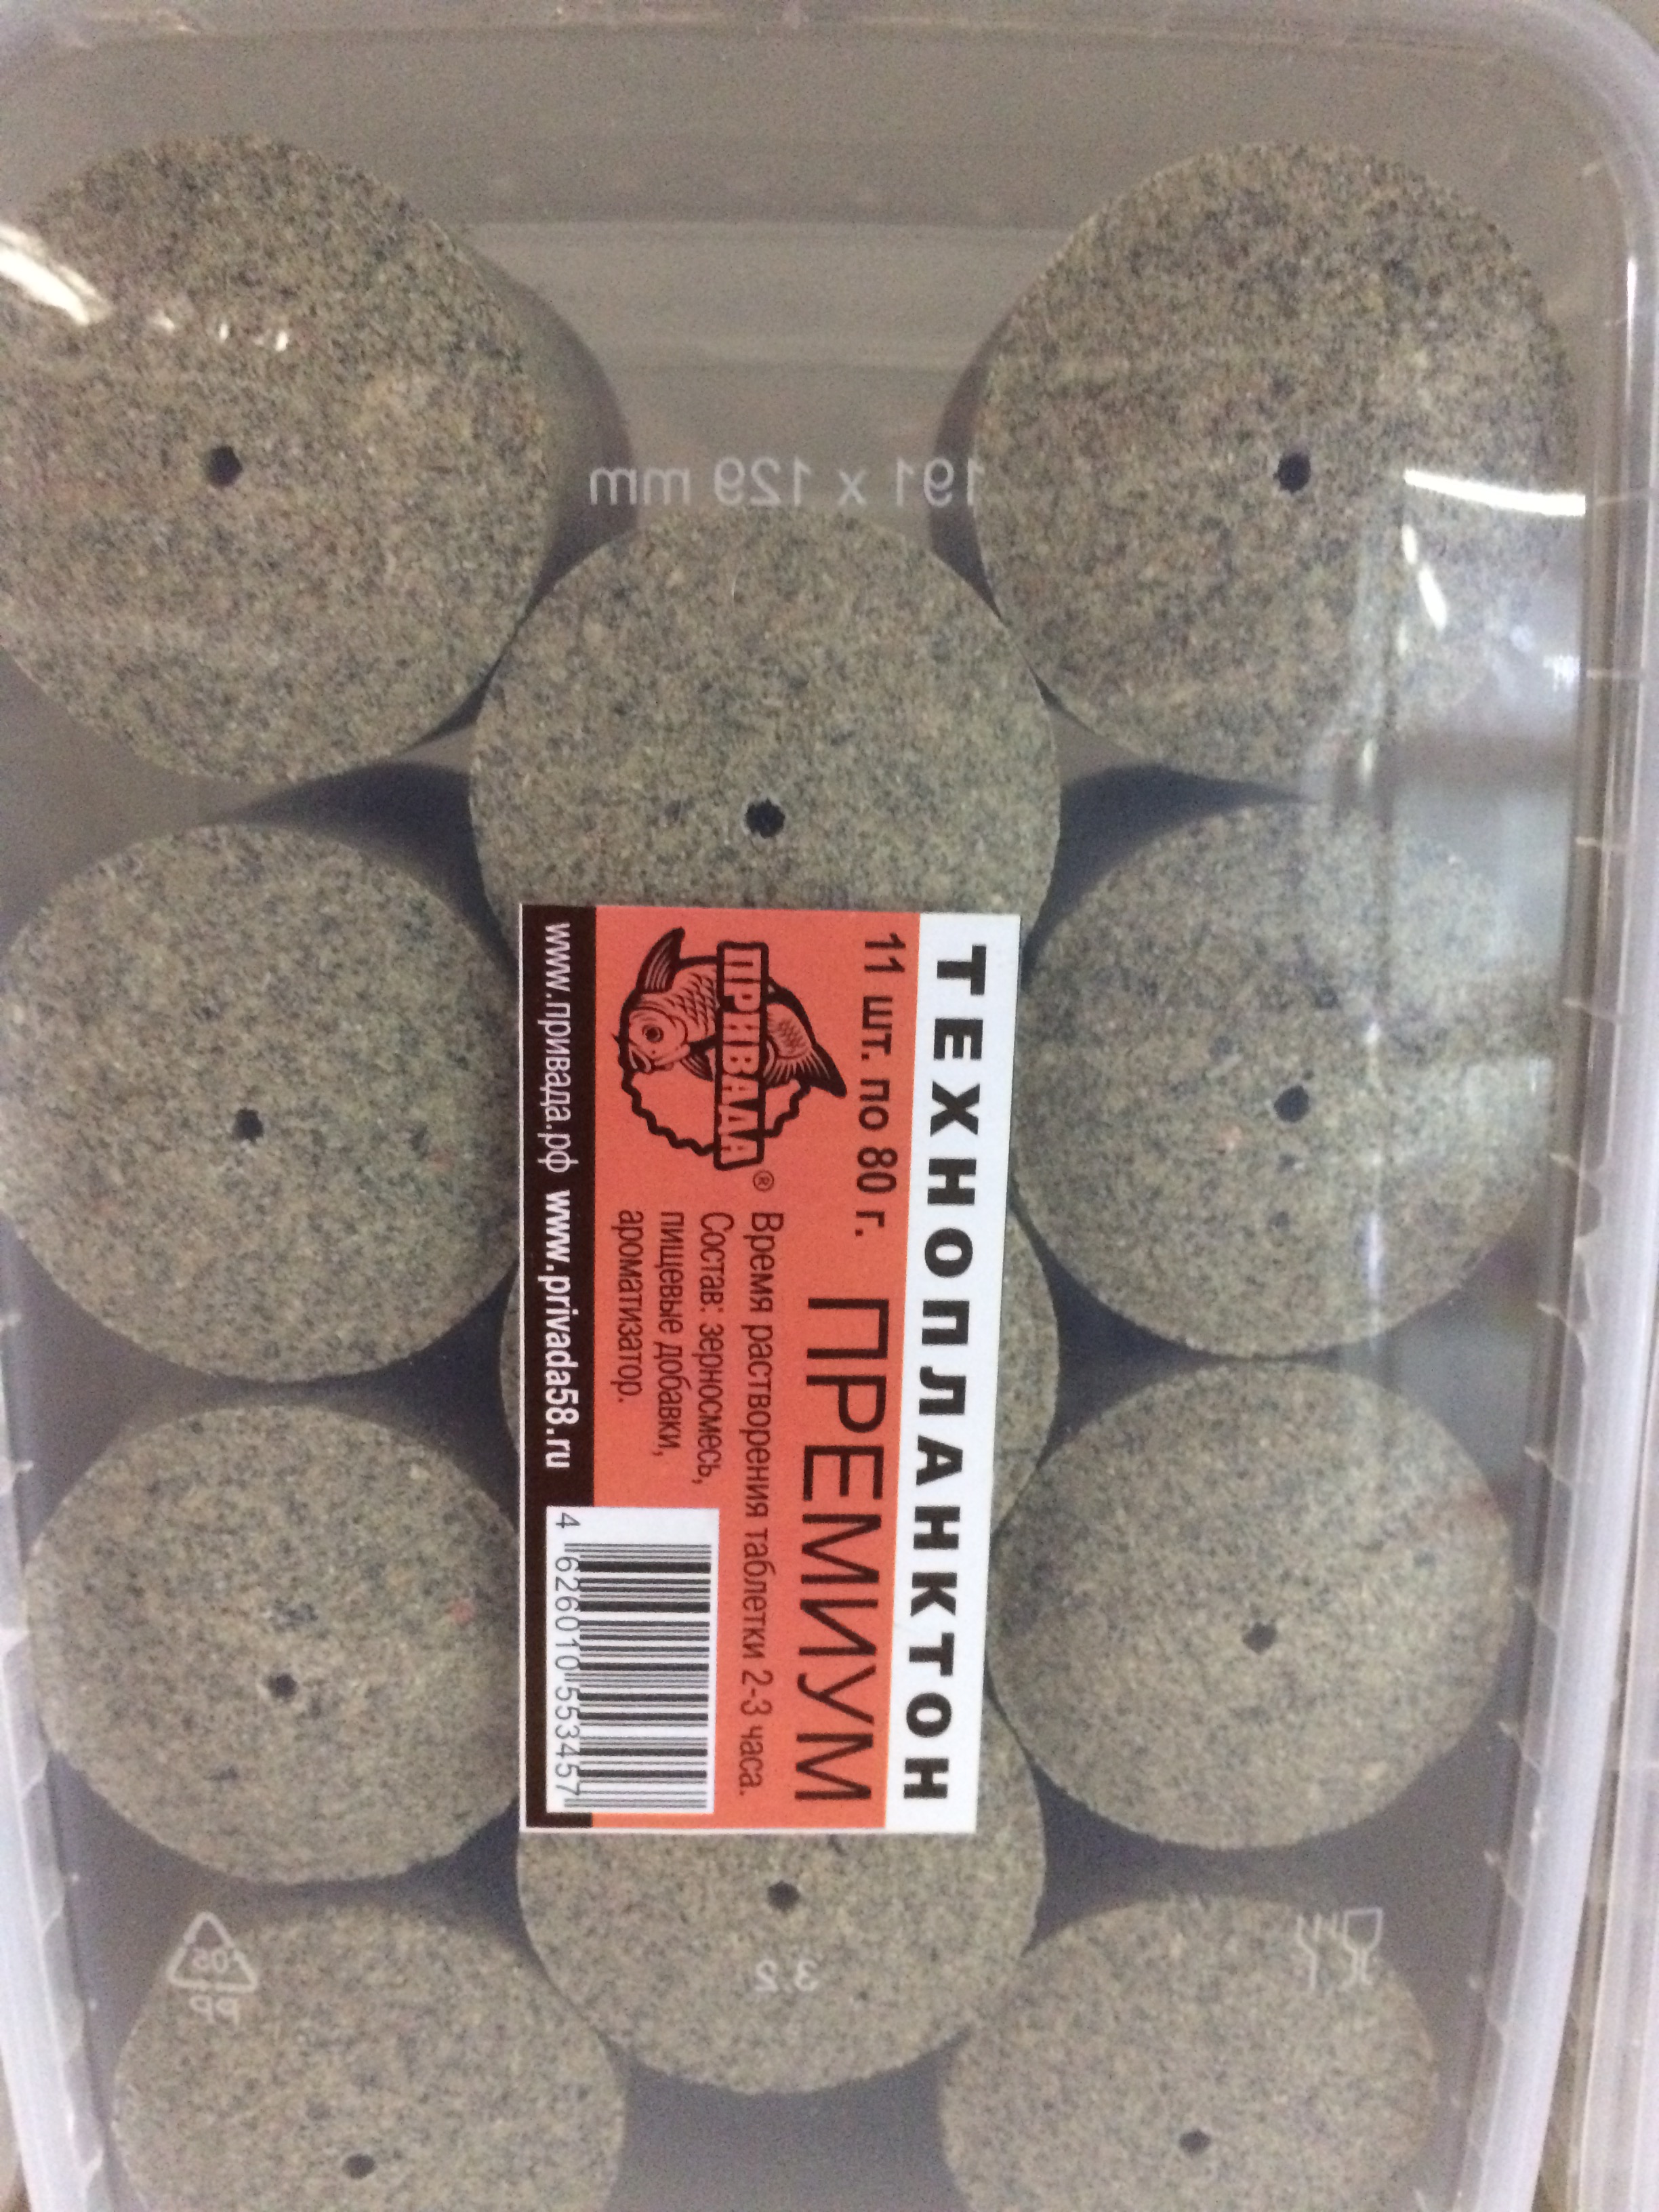 191 x 129 mm
ТЕХНОПЛАНКТОН
11 шт. по 80 г. ПРЕМИУМ
ПРИВАДА®
Время растворения таблетки 2-3 часа.
Состав: зерносмесь,
пищевые добавки,
ароматизатор.
4 626010 553457
www.привада.рф www.privada58.ru
05
PP
3.2